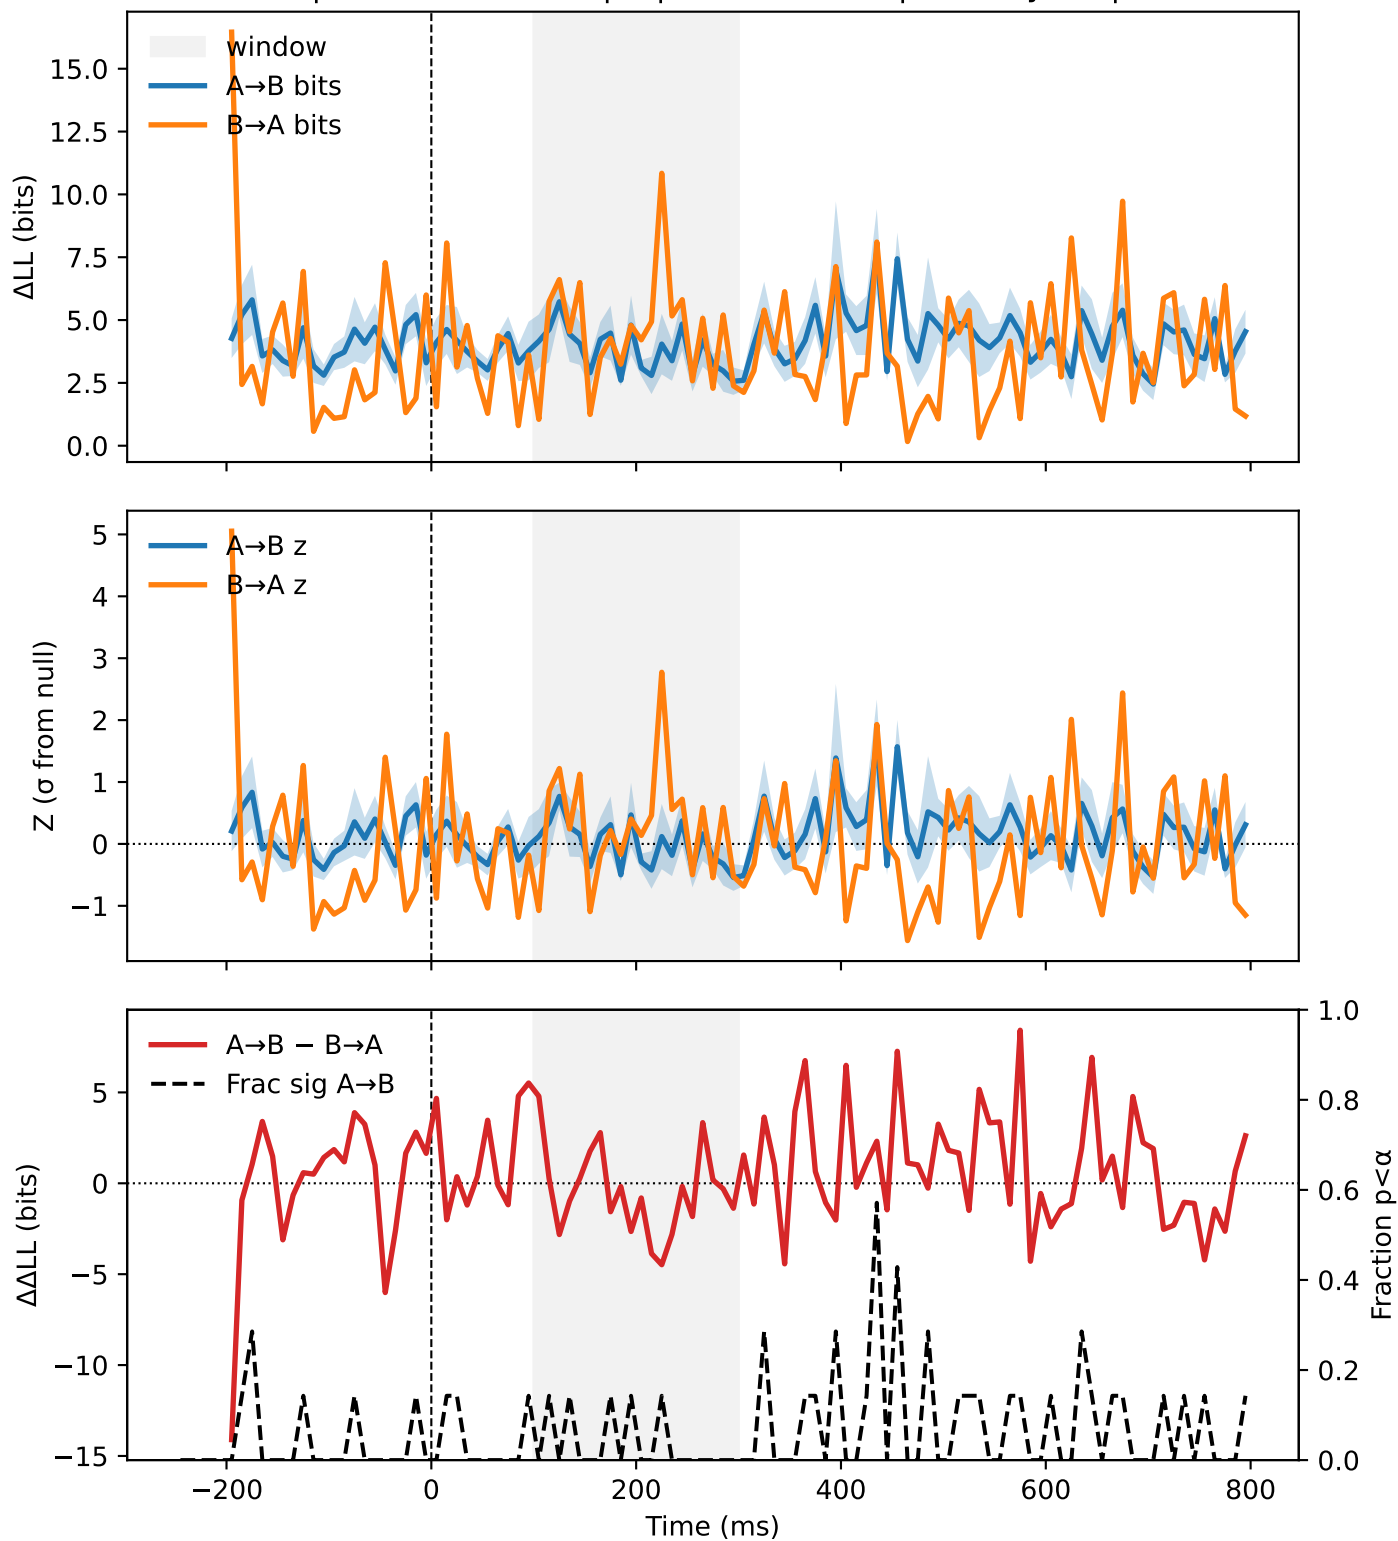 window
A→B bits
B→A bits
15.0
12.5
10.0
7.5
5.0
2.5
0.0
ΔLL (bits)
A→B z
B→A z
5
4
3
2
1
0
−1
Z (σ from null)
A→B − B→A
Frac sig A→B
5
0
−5
−10
−15
ΔΔLL (bits)
1.0
0.8
0.6
0.4
0.2
0.0
Fraction p<α
−200 0 200 400 600 800
Time (ms)